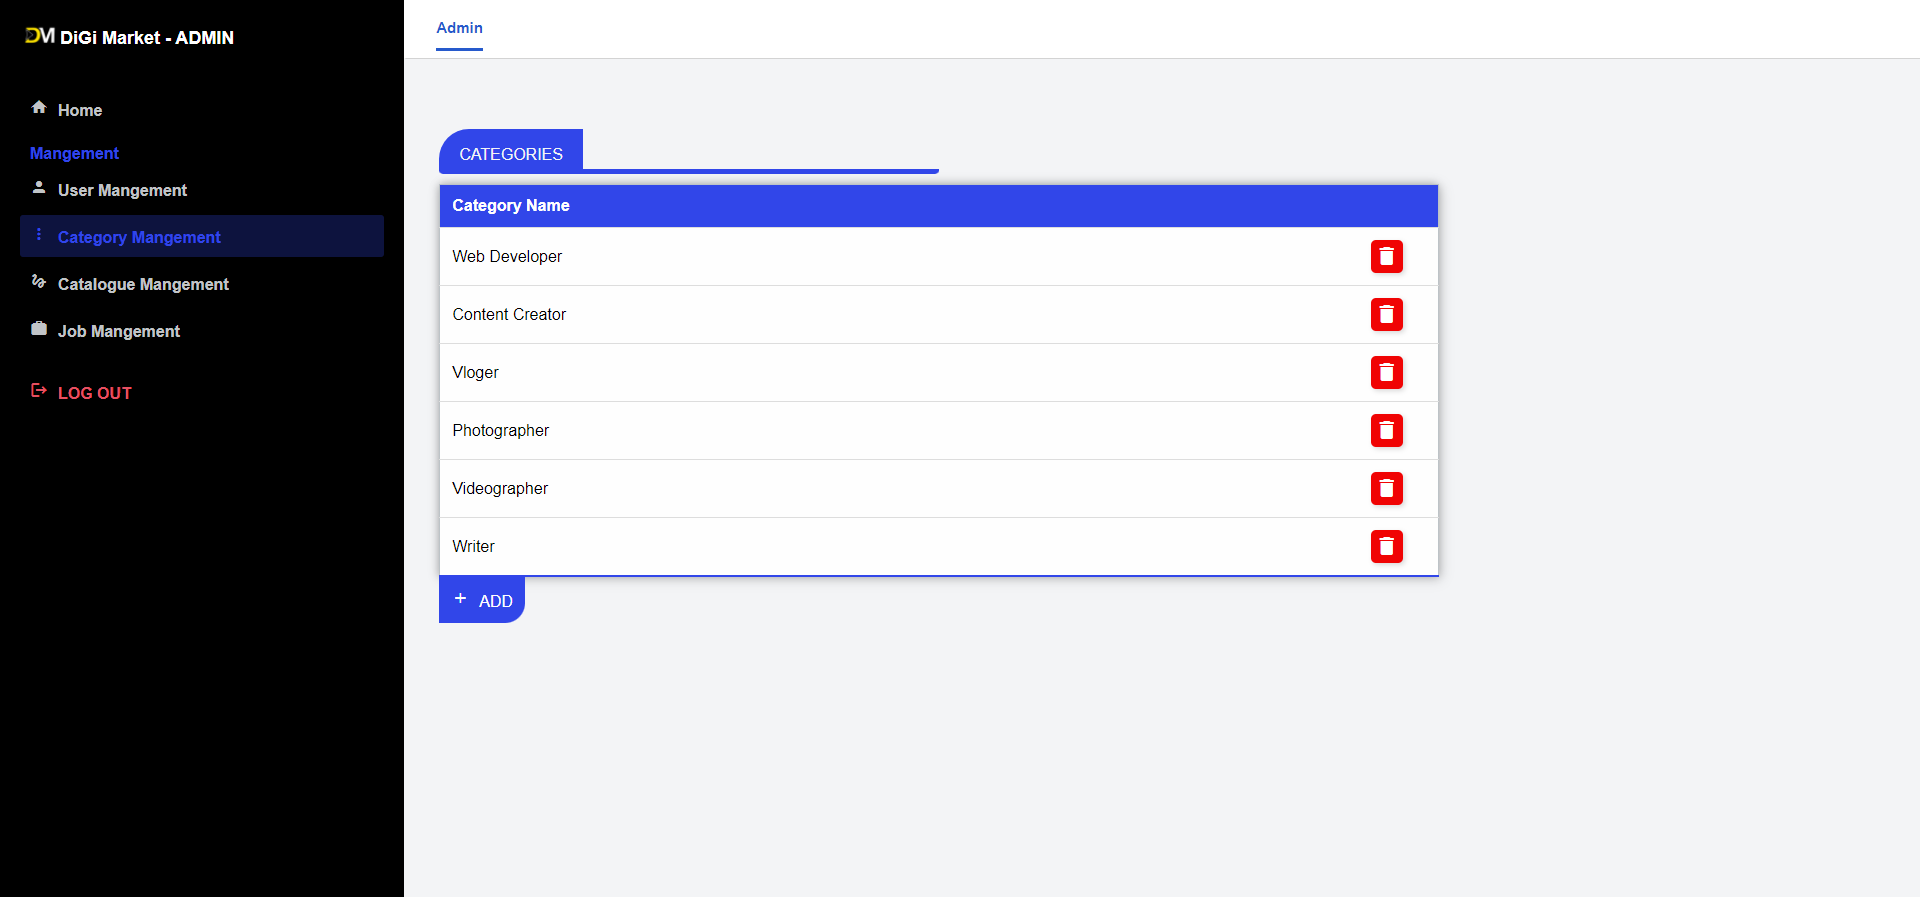 DM DiGi Market - ADMIN
Home
Mangement
User Mangement
Category Mangement
Catalogue Mangement
Job Mangement
LOG OUT
Admin
CATEGORIES
Category Name
Web Developer
Content Creator
Vloger
Photographer
Videographer
Writer
+ ADD